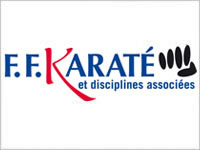 F.F.KARATÉ
et disciplines associées